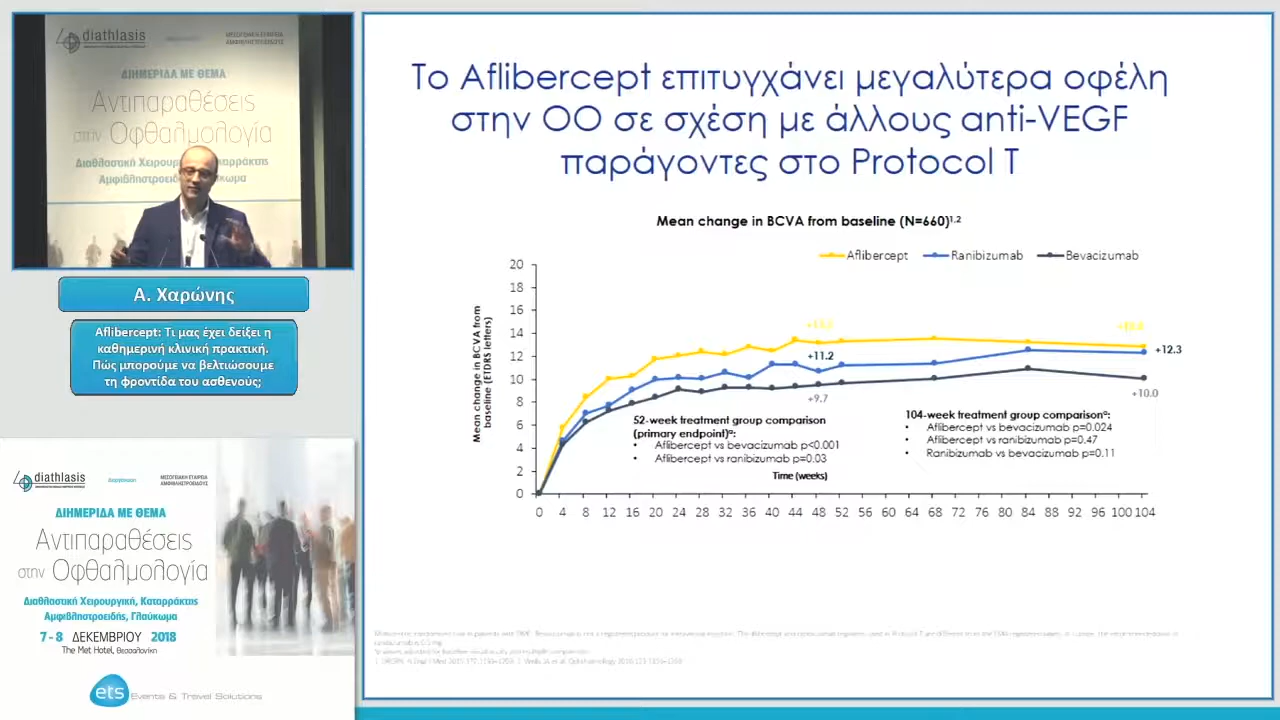 diathlasis
ΜΕΣΟΓΕΙΑΚΗ ΕΤΑΙΡΕΙΑ
ΑΜΦΙΒΛΗΣΤΡΟΕΙΔΟΥΣ
ΔΙΗΜΕΡΙΔΑ ΜΕ ΘΕΜΑ
Αντιπαραθέσεις
στην Οφθαλμολογία
Α. Χαρώνης
Aflibercept: Τι μας έχει δείξει η
καθημερινή κλινική πρακτική.
Πώς μπορούμε να βελτιώσουμε
τη φροντίδα του ασθενούς;
diathlasis
ΜΕΣΟΓΕΙΑΚΗ ΕΤΑΙΡΕΙΑ
ΑΜΦΙΒΛΗΣΤΡΟΕΙΔΟΥΣ
ΔΙΗΜΕΡΙΔΑ ΜΕ ΘΕΜΑ
Αντιπαραθέσεις
στην Οφθαλμολογία
Διαθλαστική Χειρουργική, Καταρράκτης
Αμφιβληστροειδής, Γλαύκωμα
7 - 8 ΔΕΚΕΜΒΡΙΟΥ 2018
The Met Hotel, Θεσσαλονίκη
ets Events & Travel Solutions
Το Aflibercept επιτυγχάνει μεγαλύτερα οφέλη
στην ΟΟ σε σχέση με άλλους anti-VEGF
παράγοντες στο Protocol T
Mean change in BCVA from baseline (N=660)1,2
Aflibercept Ranibizumab Bevacizumab
Mean change in BCVA from
baseline (ETDRS letters)
20
18
16
14
12
10
8
6
4
2
0
+11.2
+9.7
+12.3
+10.0
52-week treatment group comparison
(primary endpoint)a:
• Aflibercept vs bevacizumab p<0.001
• Aflibercept vs ranibizumab p=0.03
104-week treatment group comparisona:
• Aflibercept vs bevacizumab p=0.024
• Aflibercept vs ranibizumab p=0.47
• Ranibizumab vs bevacizumab p=0.11
Time (weeks)
0 4 8 12 16 20 24 28 32 36 40 44 48 52 56 60 64 68 72 76 80 84 88 92 96 100 104